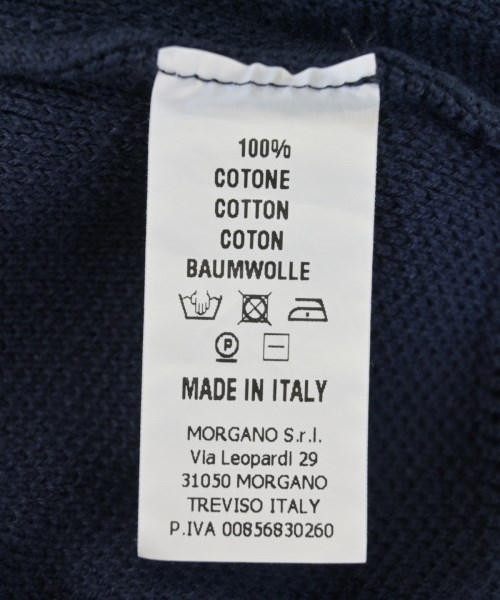 100%
COTONE
COTTON
COTON
BAUMWOLLE
P
MADE IN ITALY
MORGANO S.r.l.
Via Leopardi 29
31050 MORGANO
TREVISO ITALY
P.IVA 00856830260